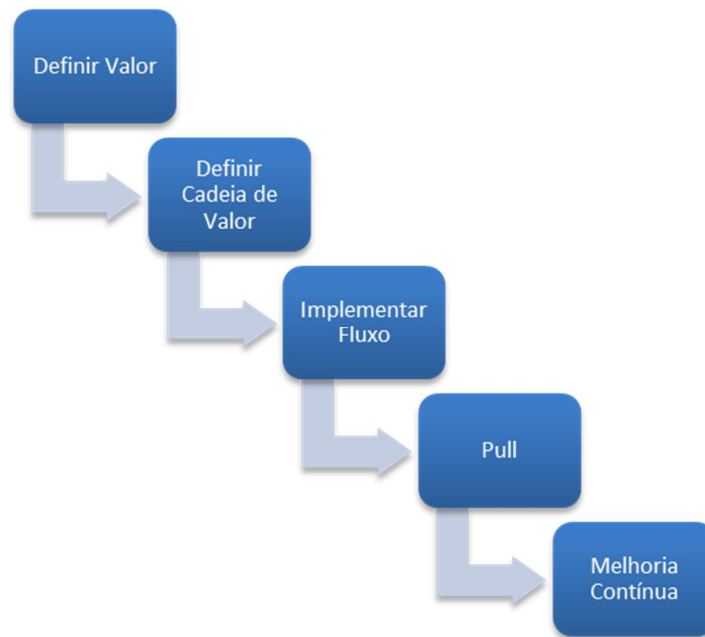 Definir Valor
Definir
Cadeia de
Valor
Implementar
Fluxo
Pull
Melhoria
Contínua